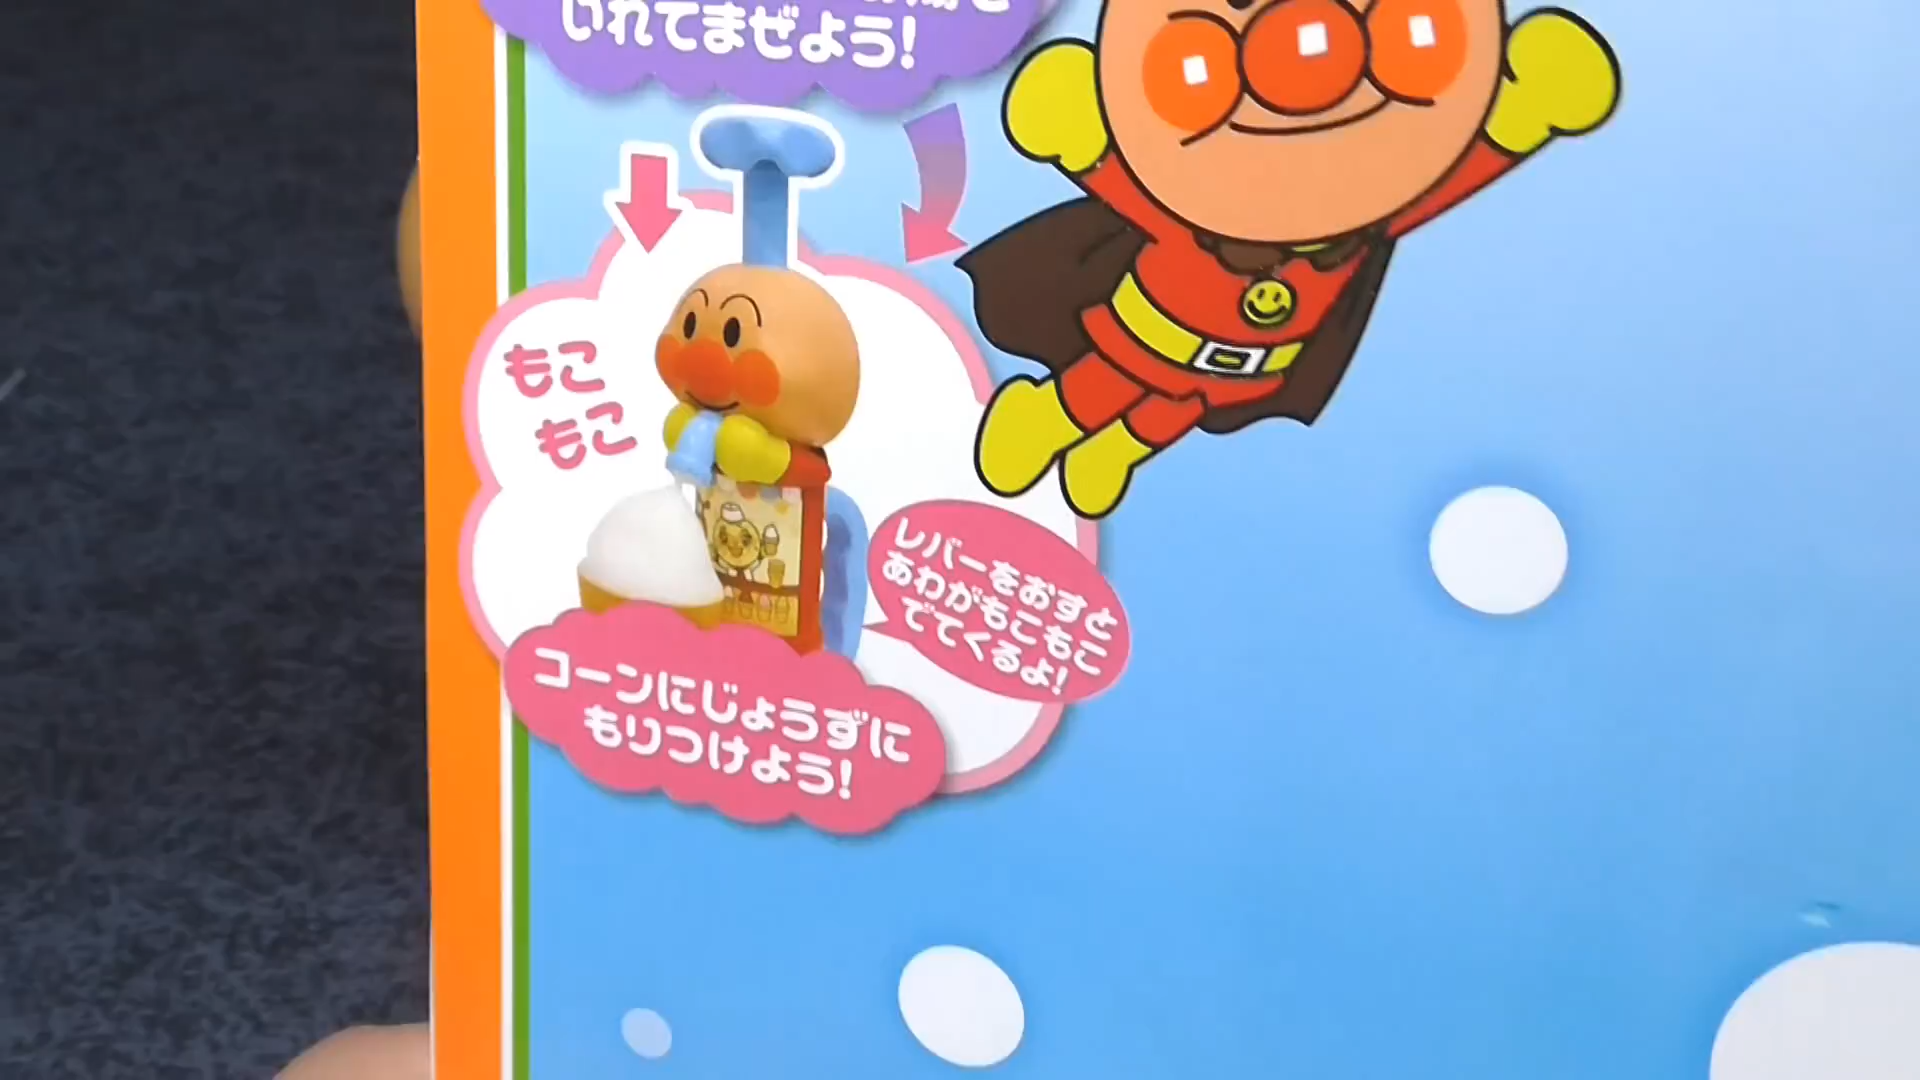 いれてまぜよう!
もこ
もこ
レバーをおすと
あわがもこもこ
でてくるよ!
コーンにじょうずに
もりつけよう!